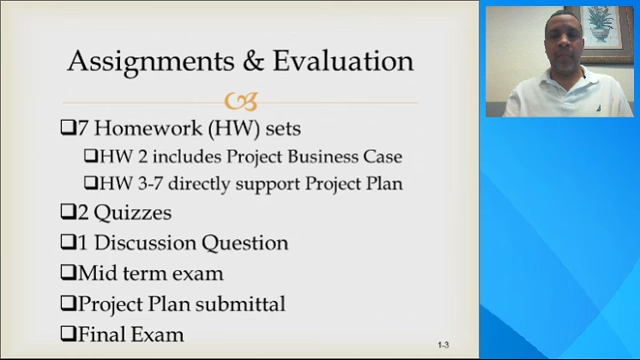 Assignments & Evaluation
❑7 Homework (HW) sets
❑HW 2 includes Project Business Case
❑HW 3-7 directly support Project Plan
❑2 Quizzes
❑1 Discussion Question
❑Mid term exam
❑Project Plan submittal
❑Final Exam
1-3